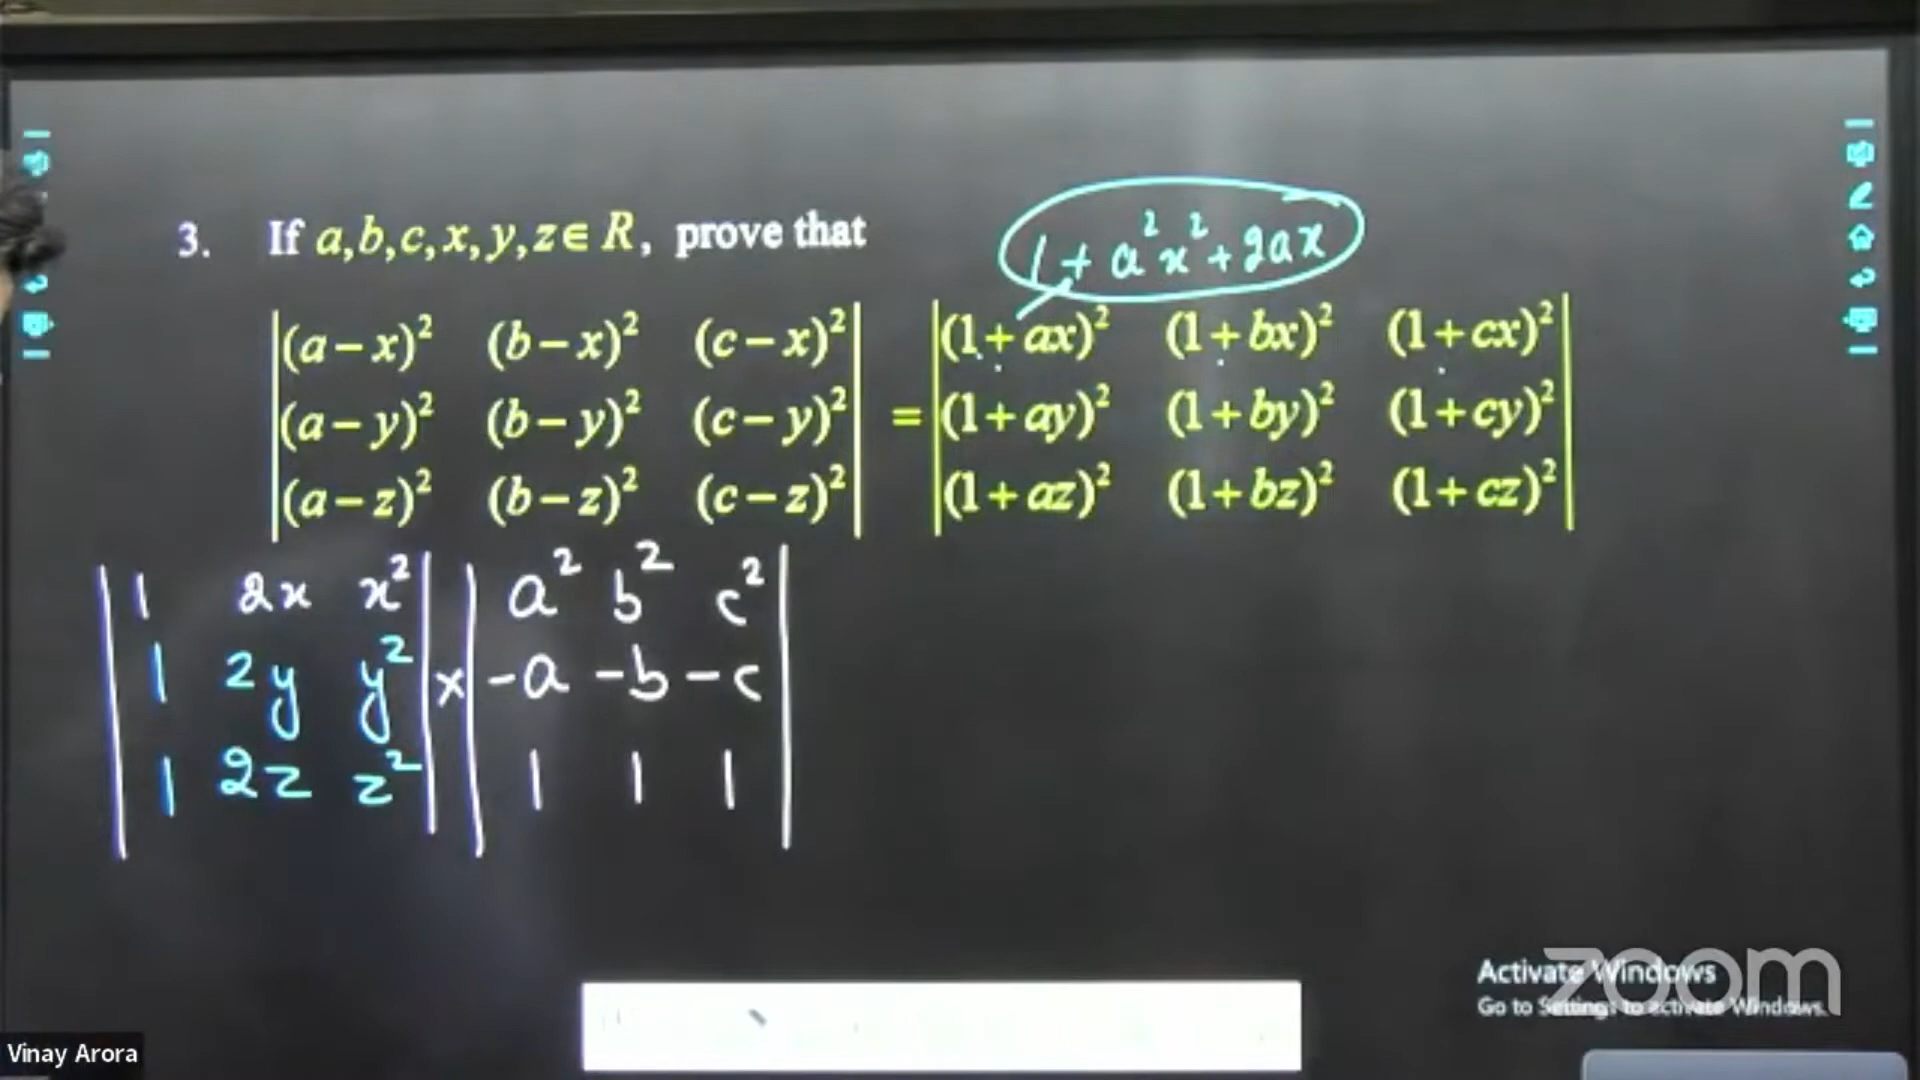 3. If a,b,c,x,y,z∈R, prove that
1 + a²x² + 2ax
|(a−x)² (b−x)² (c−x)²| |(1+ax)² (1+bx)² (1+cx)²|
|(a−y)² (b−y)² (c−y)²| = |(1+ay)² (1+by)² (1+cy)²|
|(a−z)² (b−z)² (c−z)²| |(1+az)² (1+bz)² (1+cz)²|
|1 2x x²| |a² b² c²|
|1 2y y²| x |-a -b -c|
|1 2z z²| |1 1 1|
zoom
Activate Windows
Go to Settings to activate Windows.
Vinay Arora